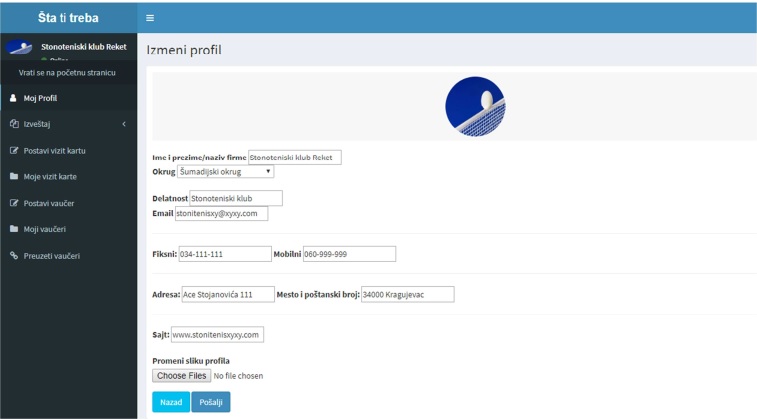 Šta ti treba
Stonoteniski klub Reket
Online
Vrati se na početnu stranicu
Moj Profil
Izveštaj
Postavi vizit kartu
Moje vizit karte
Postavi vaučer
Moji vaučeri
Preuzeti vaučeri
Izmeni profil
Ime i prezime/naziv firme Stonoteniski klub Reket
Okrug Šumadijski okrug
Delatnost Stonoteniski klub
Email stonitenisxy@xyxy.com
Fiksni: 034-111-111 Mobilni 060-999-999
Adresa: Ace Stojanovića 111 Mesto i poštanski broj: 34000 Kragujevac
Sajt: www.stonitenisxyxy.com
Promeni sliku profila
Choose Files No file chosen
Nazad Pošalji